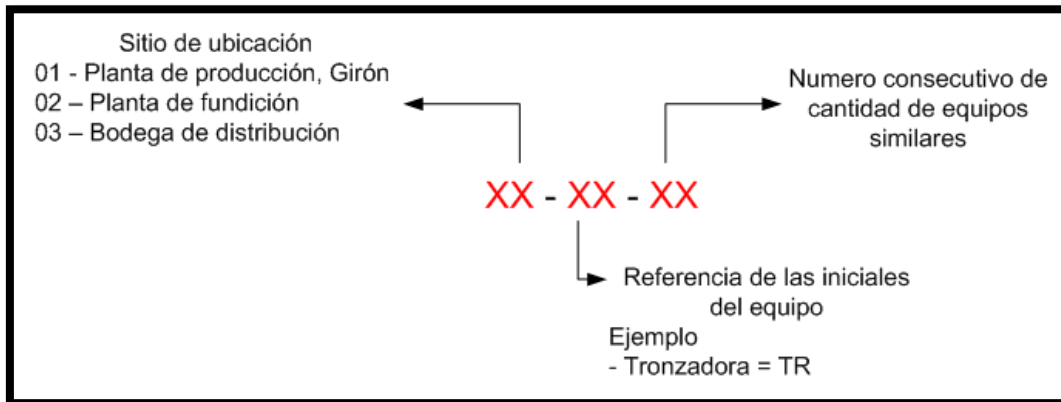 Sitio de ubicación
01 - Planta de producción, Girón
02 – Planta de fundición
03 – Bodega de distribución
Numero consecutivo de
cantidad de equipos
similares
XX - XX - XX
Referencia de las iniciales
del equipo
Ejemplo
- Tronzadora = TR